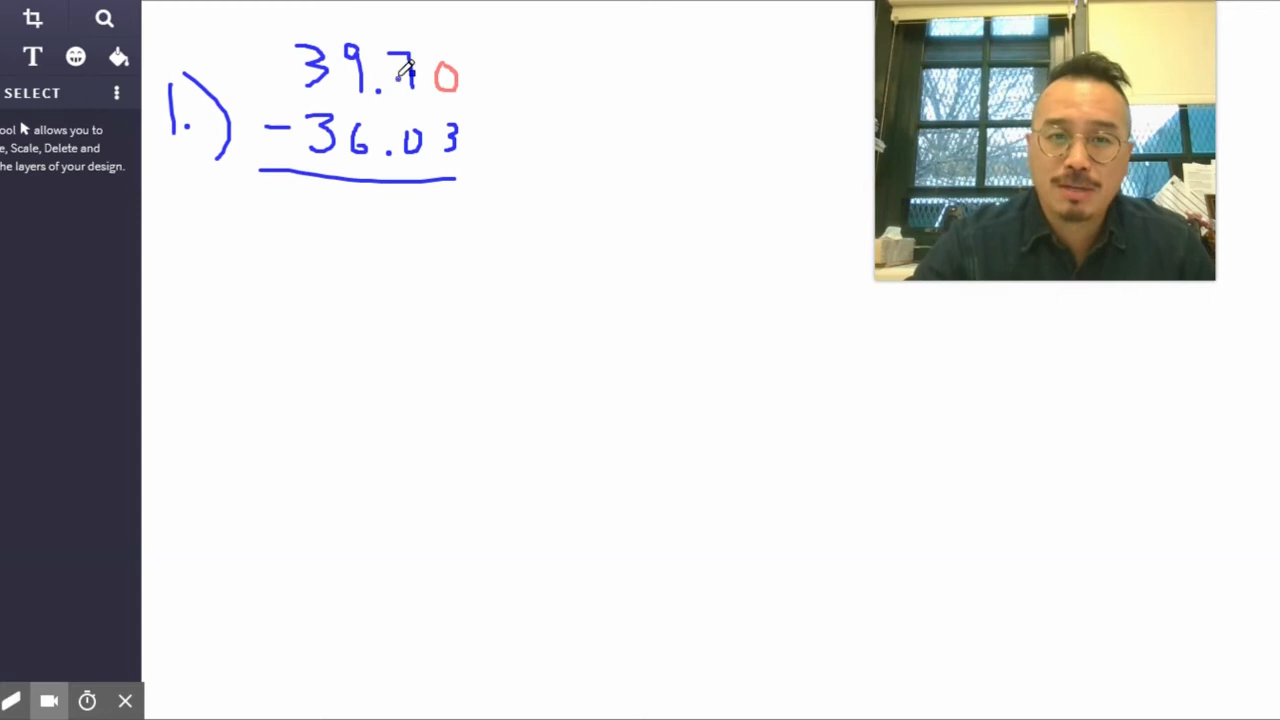 T
SELECT
ool allows you to
e, Scale, Delete and
he layers of your design.
1.) 39.70
- 36.03